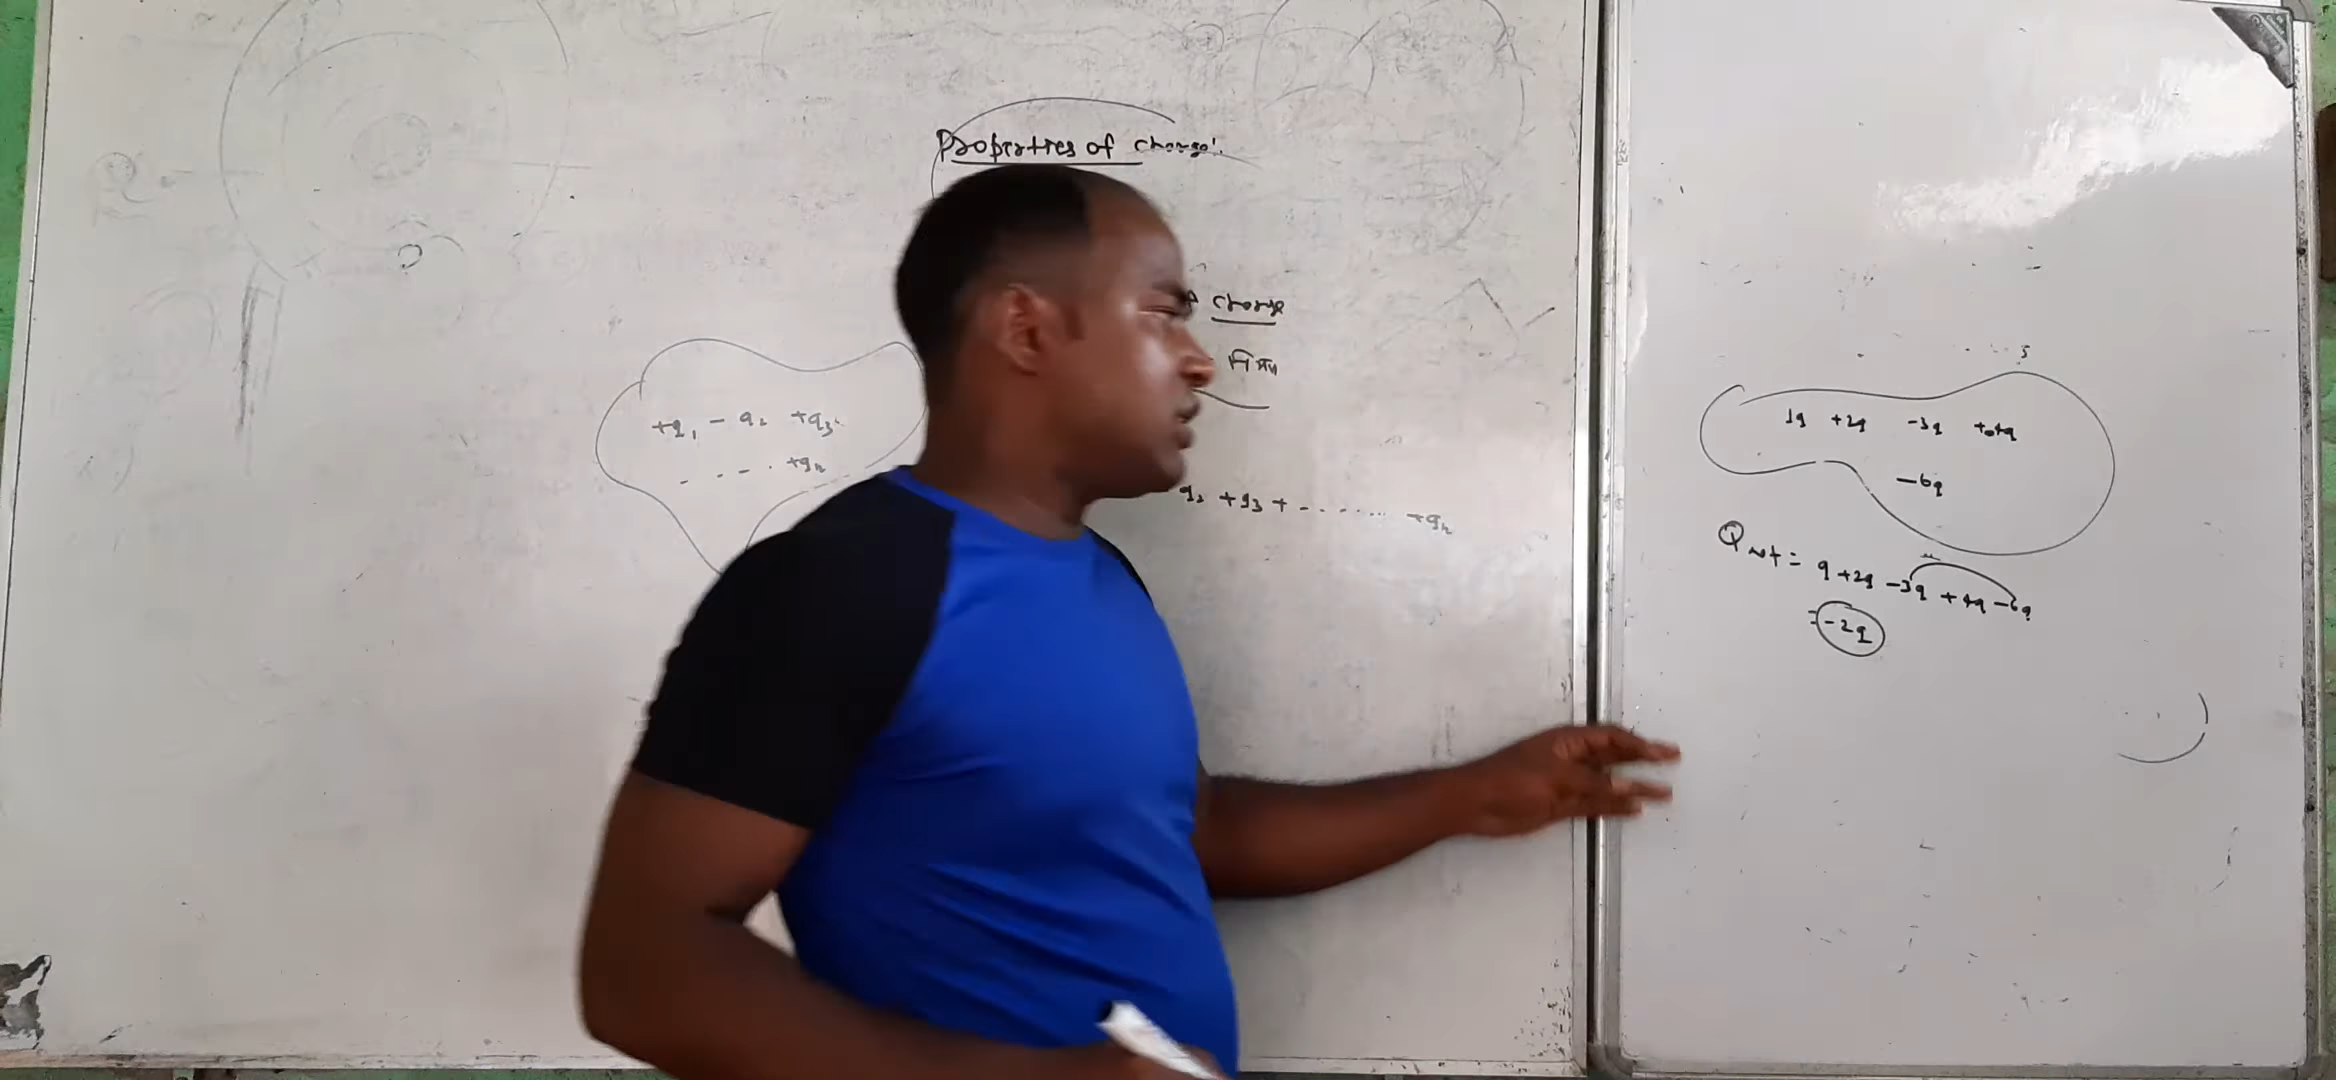 Properties of charge:
charge
नियम
+q₁ - q₂ +q₃
. - - . +qₙ
q₂ +q₃ + - - - - - - +qₙ
1q +2q -3q +4q
-6q
Qnet = q +2q -3q +4q -6q
= -2q